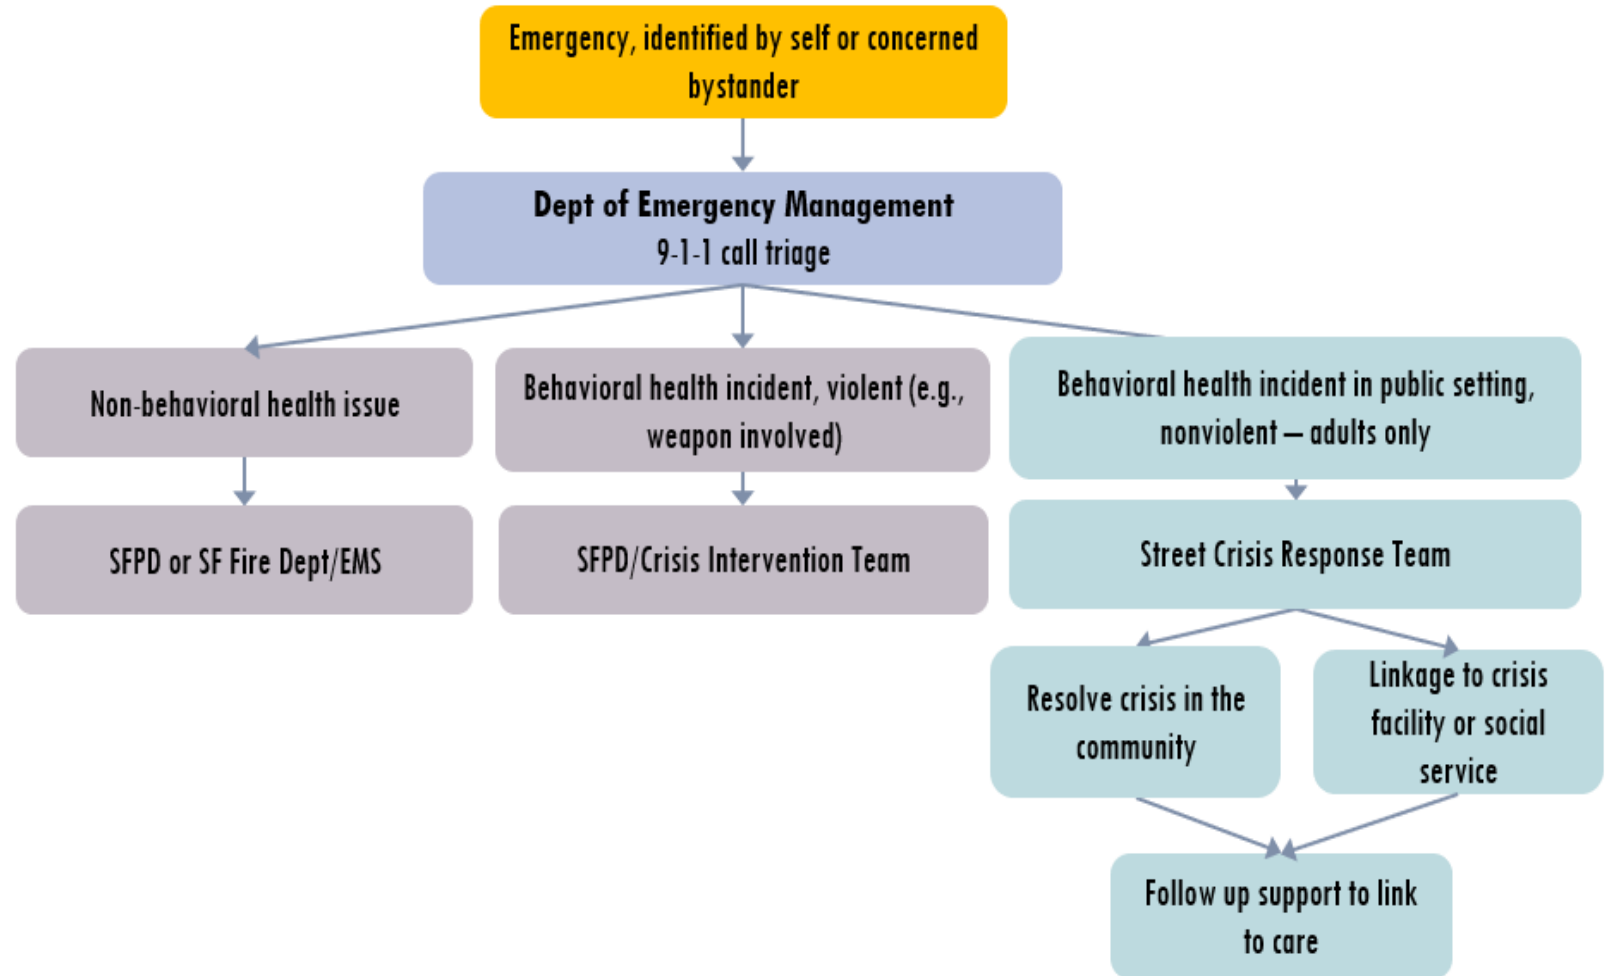 Emergency, identified by self or concerned
bystander
Dept of Emergency Management
9-1-1 call triage
Non-behavioral health issue
Behavioral health incident, violent (e.g.,
weapon involved)
Behavioral health incident in public setting,
nonviolent – adults only
SFPD or SF Fire Dept/EMS
SFPD/Crisis Intervention Team
Street Crisis Response Team
Resolve crisis in the
community
Linkage to crisis
facility or social
service
Follow up support to link
to care